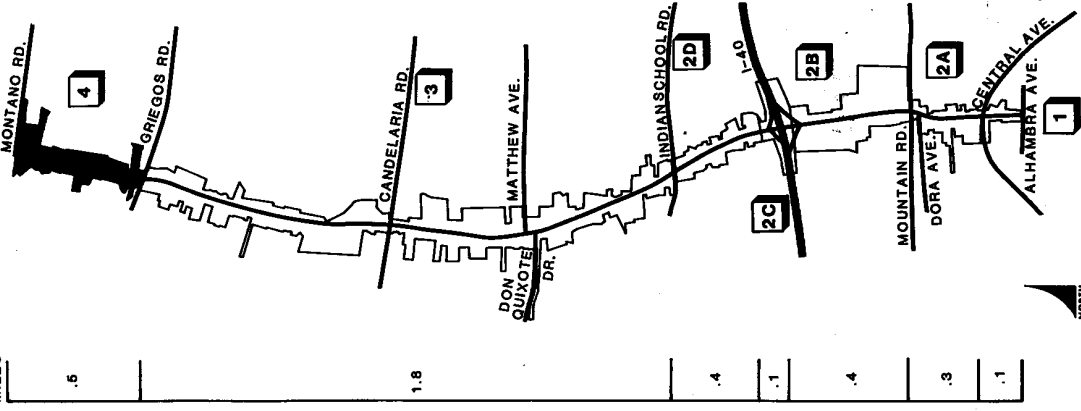 MONTANO RD.
4
GRIEGOS RD.
CANDELARIA RD.
3
MATTHEW AVE.
DON
QUIXOTE
DR.
INDIAN SCHOOL RD.
2D
I-40
2C
2B
MOUNTAIN RD.
2A
DORA AVE.
CENTRAL AVE.
ALHAMBRA AVE.
1
.5
1.8
.4
.1
.4
.3
.1